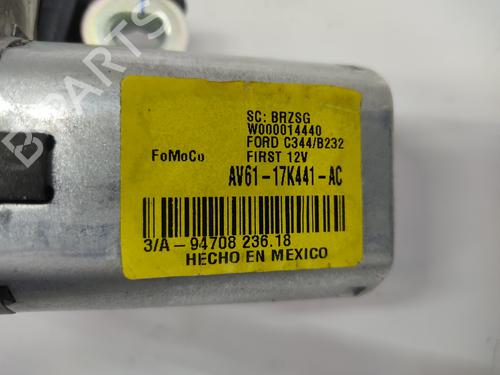 SC: BRZSG
W000014440
FORD C344/B232
FoMoCo FIRST 12V
AV61-17K441-AC
3/A-94708 236.18
HECHO EN MEXICO
B PARTS